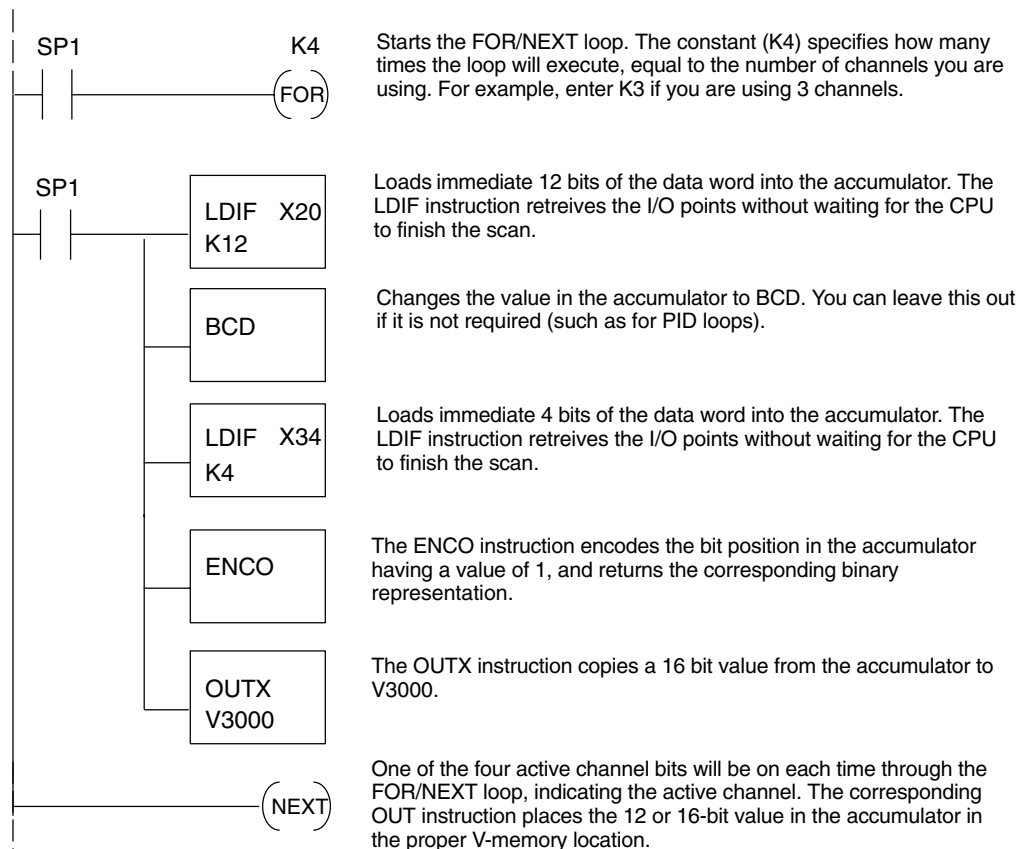 SP1 K4
(FOR)
Starts the FOR/NEXT loop. The constant (K4) specifies how many
times the loop will execute, equal to the number of channels you are
using. For example, enter K3 if you are using 3 channels.
SP1
LDIF X20
K12
Loads immediate 12 bits of the data word into the accumulator. The
LDIF instruction retreives the I/O points without waiting for the CPU
to finish the scan.
BCD
Changes the value in the accumulator to BCD. You can leave this out
if it is not required (such as for PID loops).
LDIF X34
K4
Loads immediate 4 bits of the data word into the accumulator. The
LDIF instruction retreives the I/O points without waiting for the CPU
to finish the scan.
ENCO
The ENCO instruction encodes the bit position in the accumulator
having a value of 1, and returns the corresponding binary
representation.
OUTX
V3000
The OUTX instruction copies a 16 bit value from the accumulator to
V3000.
(NEXT)
One of the four active channel bits will be on each time through the
FOR/NEXT loop, indicating the active channel. The corresponding
OUT instruction places the 12 or 16-bit value in the accumulator in
the proper V-memory location.